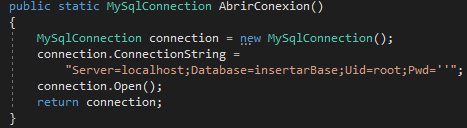 public static MySqlConnection AbrirConexion()
{
MySqlConnection connection = new MySqlConnection();
connection.ConnectionString =
"Server=localhost;Database=insertarBase;Uid=root;Pwd=''";
connection.Open();
return connection;
}